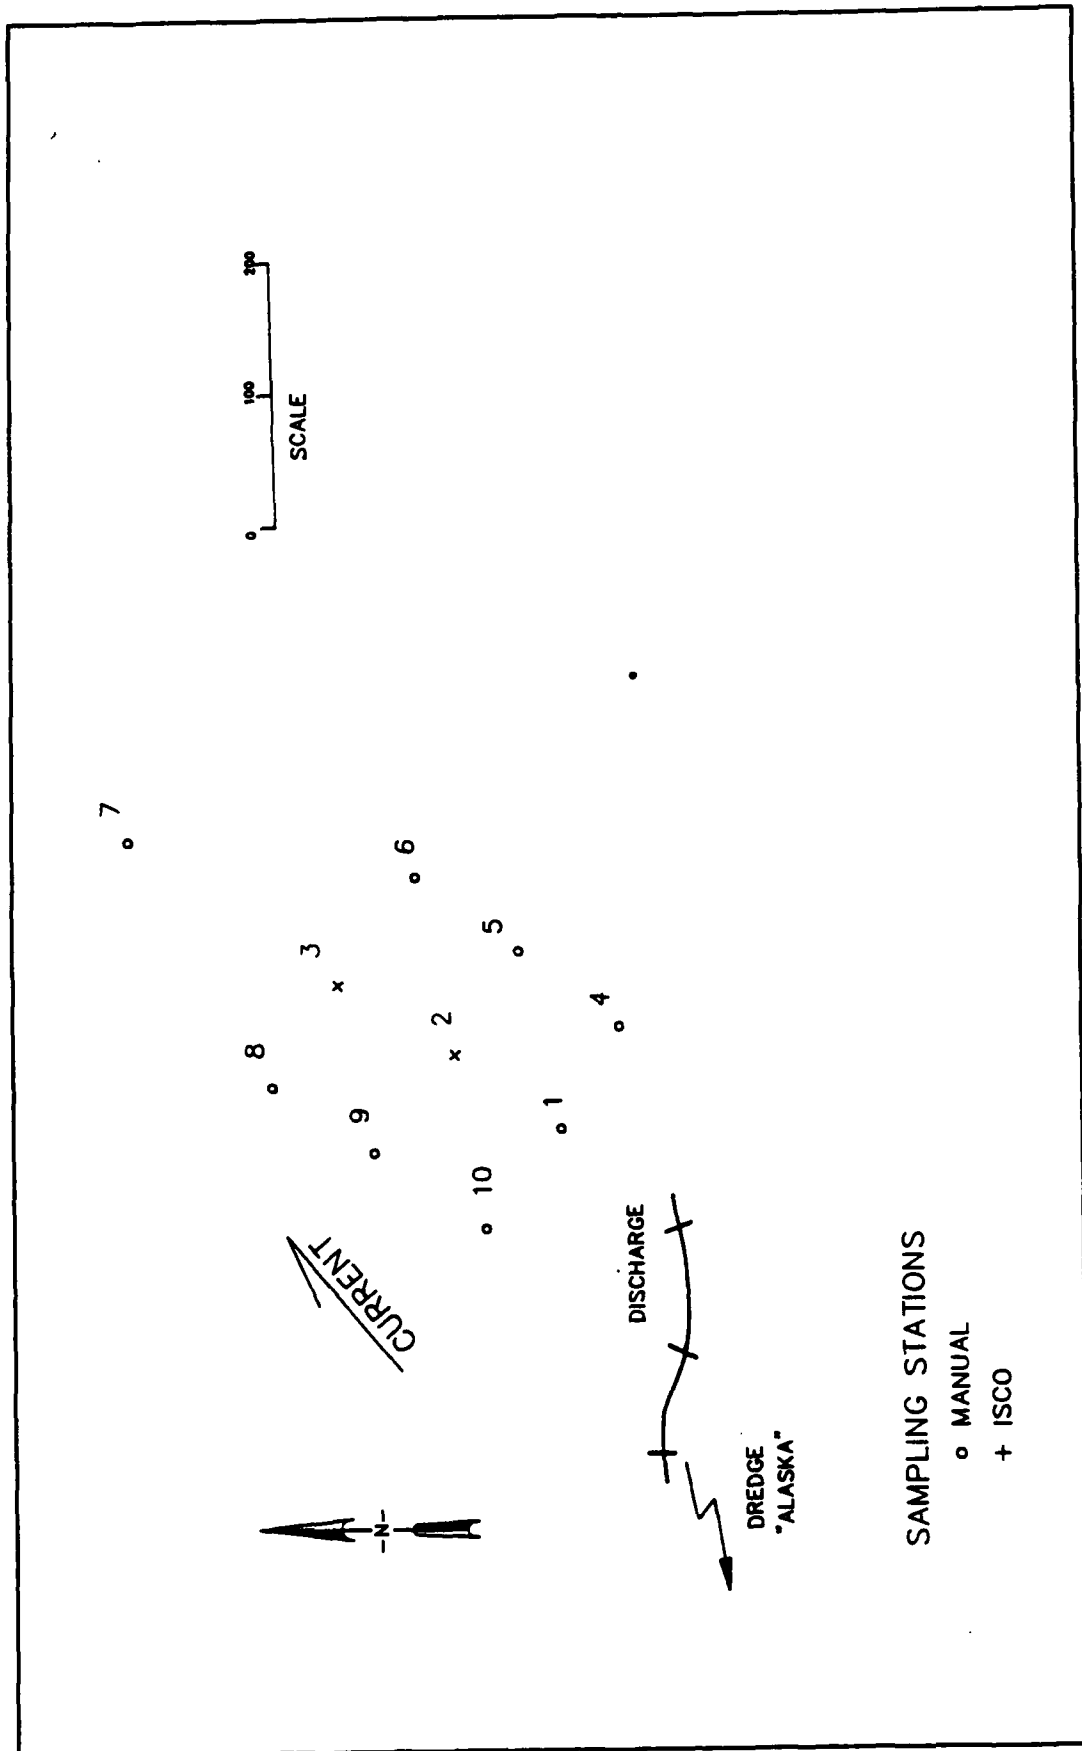 7
0
100
200
SCALE
3
8
6
9
2
5
CURRENT
10
1
4
-N-
DISCHARGE
DREDGE
"ALASKA"
SAMPLING STATIONS
o MANUAL
+ ISCO